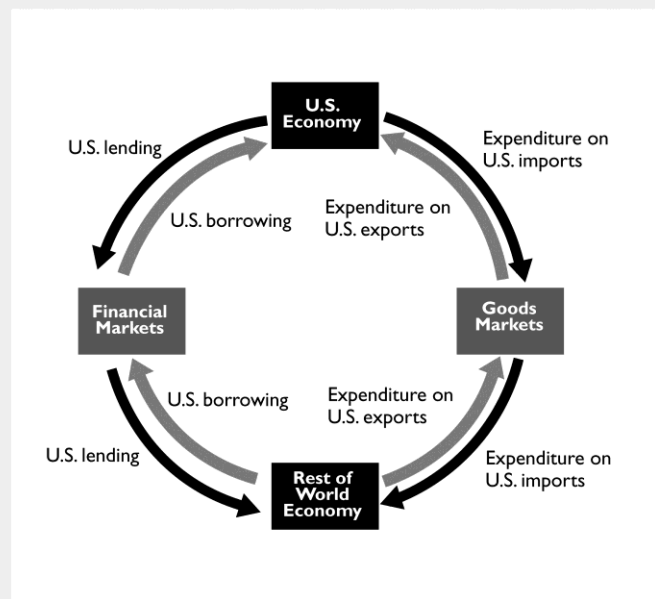 U.S.
Economy
U.S. lending
Expenditure on
U.S. imports
U.S. borrowing
Expenditure on
U.S. exports
Financial
Markets
Goods
Markets
U.S. borrowing
Expenditure on
U.S. exports
U.S. lending
Expenditure on
U.S. imports
Rest of
World
Economy